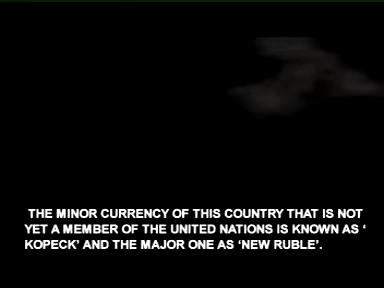 THE MINOR CURRENCY OF THIS COUNTRY THAT IS NOT
YET A MEMBER OF THE UNITED NATIONS IS KNOWN AS ‘
KOPECK’ AND THE MAJOR ONE AS ‘NEW RUBLE’.